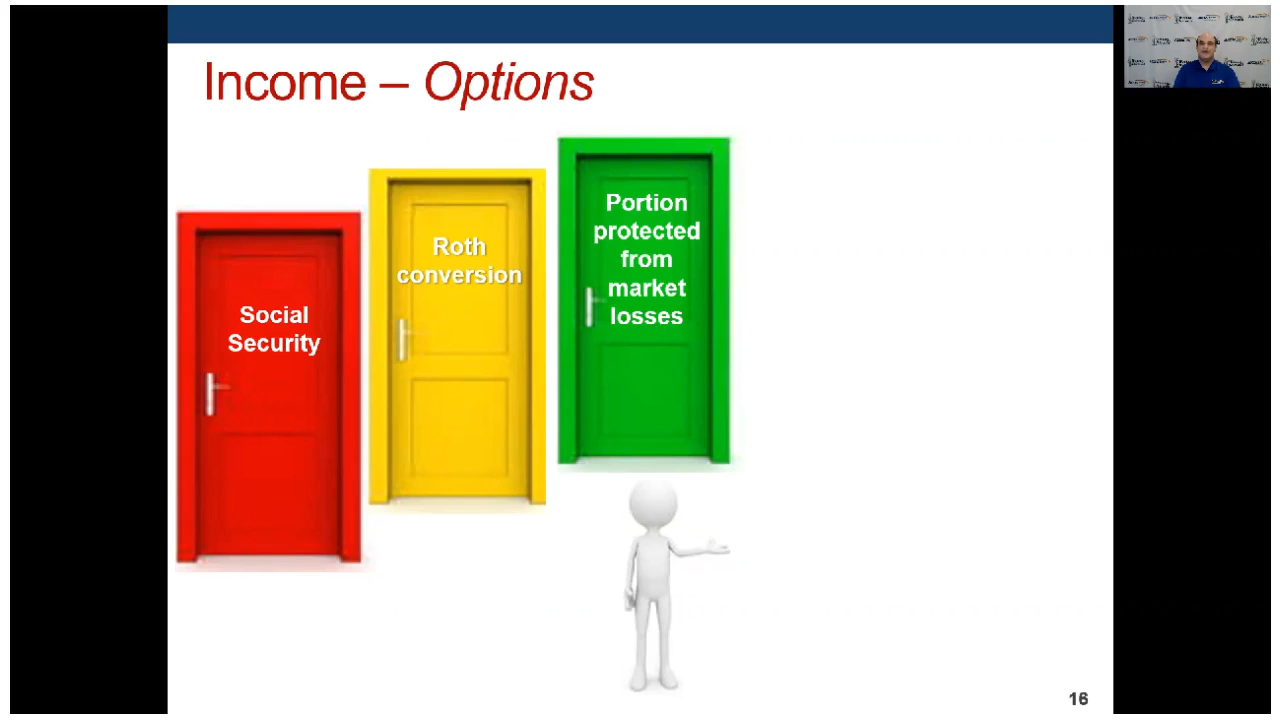 Income – Options
Social
Security
Roth
conversion
Portion
protected
from
market
losses
16